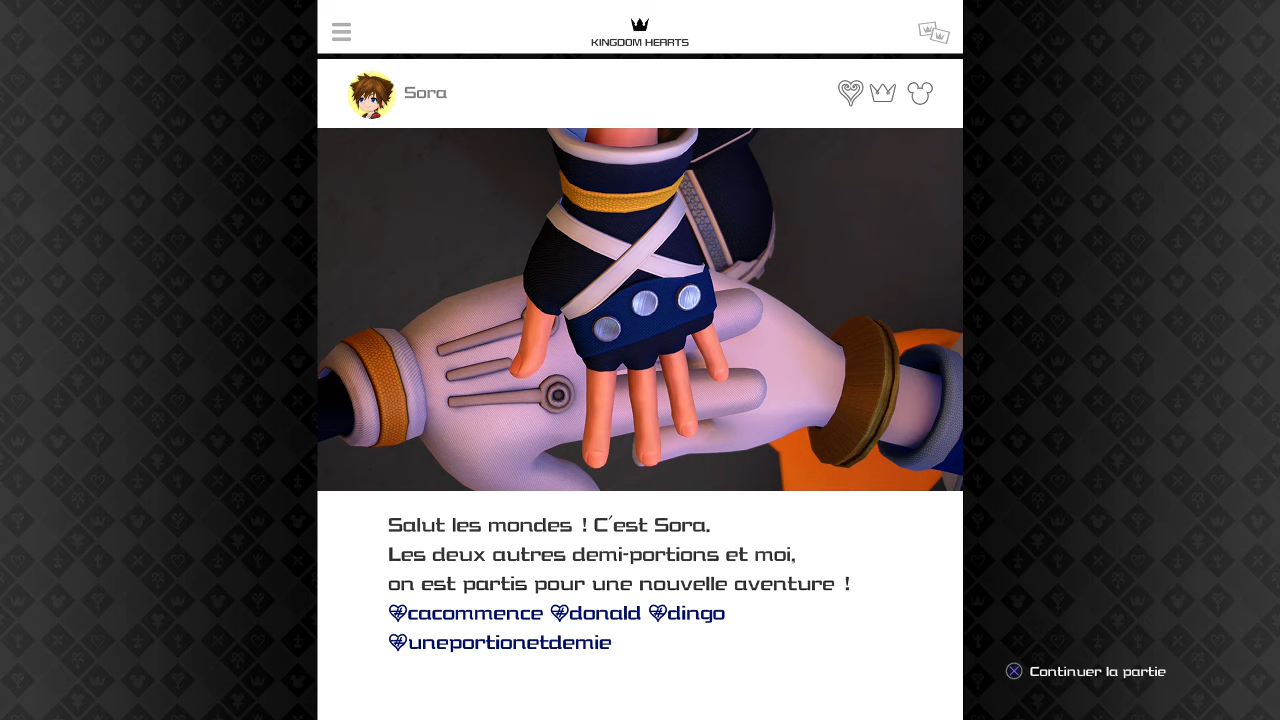 KINGDOM HEARTS
Sora
Salut les mondes ! C'est Sora.
Les deux autres demi-portions et moi,
on est partis pour une nouvelle aventure !
#cacommence #donald #dingo
#uneportionetdemie
Continuer la partie